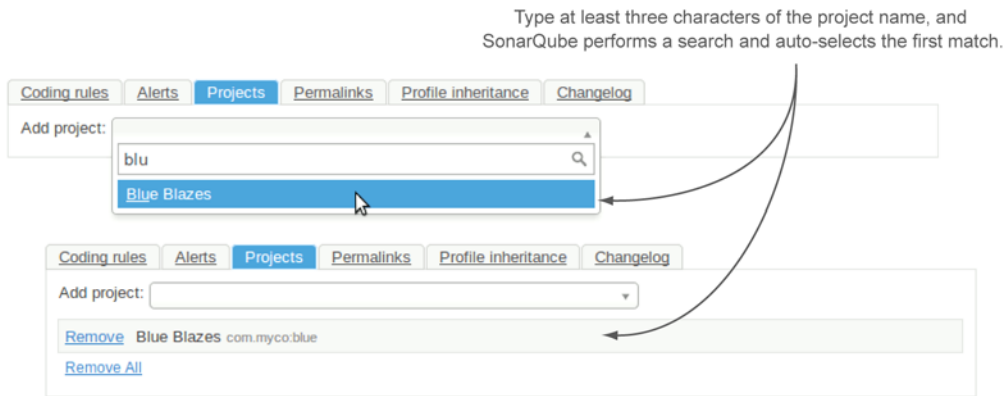 Type at least three characters of the project name, and
SonarQube performs a search and auto-selects the first match.
Coding rules Alerts Projects Permalinks Profile inheritance Changelog
Add project:
blu
Blue Blazes
Coding rules Alerts Projects Permalinks Profile inheritance Changelog
Add project:
Remove Blue Blazes com.myco:blue
Remove All